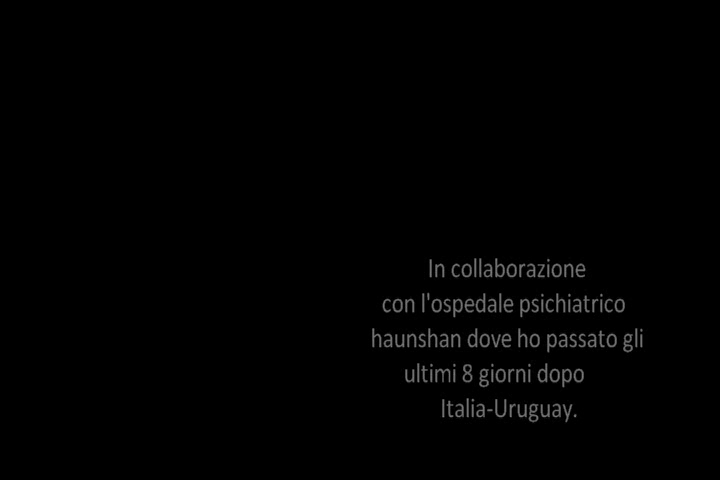 In collaborazione
con l'ospedale psichiatrico
haunshan dove ho passato gli
ultimi 8 giorni dopo
Italia-Uruguay.